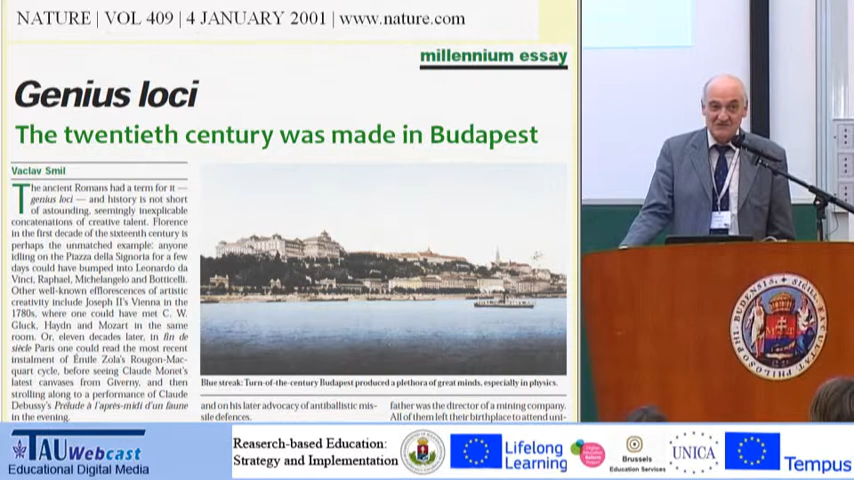 NATURE | VOL 409 | 4 JANUARY 2001 | www.nature.com
millennium essay
Genius loci
The twentieth century was made in Budapest
Vaclav Smil
The ancient Romans had a term for it —
genius loci — and history is not short
of astounding, seemingly inexplicable
concatenations of creative talent. Florence
in the first decade of the sixteenth century is
perhaps the unmatched example: anyone
idling on the Piazza della Signoria for a few
days could have bumped into Leonardo da
Vinci, Raphael, Michelangelo and Botticelli.
Other well-known efflorescences of artistic
creativity include Joseph II's Vienna in the
1780s, where one could have met C. W.
Gluck, Haydn and Mozart in the same
room. Or, eleven decades later, in fin de
siècle Paris one could read the most recent
instalment of Émile Zola's Rougon-Mac-
quart cycle, before seeing Claude Monet's
latest canvases from Giverny, and then
strolling along to a performance of Claude
Debussy's Prélude à l'après-midi d'un faune
in the evening.
Blue streak: Turn-of-the-century Budapest produced a plethora of great minds, especially in physics.
and on his later advocacy of antiballistic mis-
sile defences.
father was the director of a mining company.
All of them left their birthplace to attend uni-
TAU Webcast
Educational Digital Media
Reaserch-based Education:
Strategy and Implementation
Lifelong
Learning
Brussels
Education Services
UNICA
Tempus